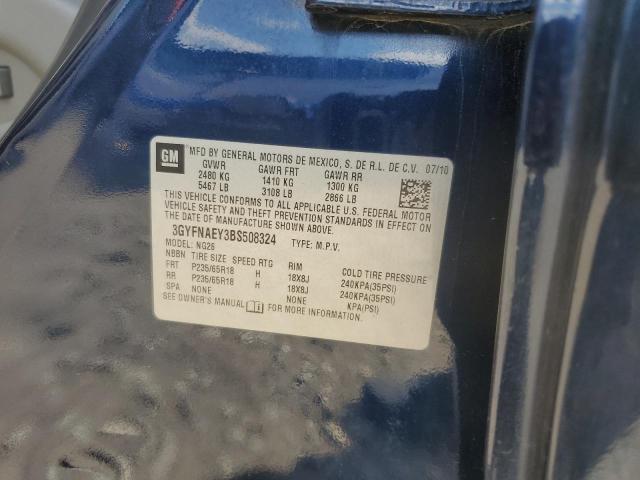 GM
MFD BY GENERAL MOTORS DE MEXICO, S. DE R.L. DE C.V. 07/10
GVWR GAWR FRT GAWR RR
2480 KG 1410 KG 1300 KG
5467 LB 3108 LB 2866 LB
THIS VEHICLE CONFORMS TO ALL APPLICABLE U.S. FEDERAL MOTOR
VEHICLE SAFETY AND THEFT PREVENTION STANDARDS IN EFFECT ON
THE DATE OF MANUFACTURE SHOWN ABOVE.
3GYFNAEY3BS508324 TYPE: M.P.V.
MODEL: NG26
NBBN TIRE SIZE SPEED RTG RIM COLD TIRE PRESSURE
FRT P235/65R18 H 18X8J 240KPA(35PSI)
RR P235/65R18 H 18X8J 240KPA(35PSI)
SPA NONE NONE KPA(PSI)
SEE OWNER'S MANUAL FOR MORE INFORMATION.